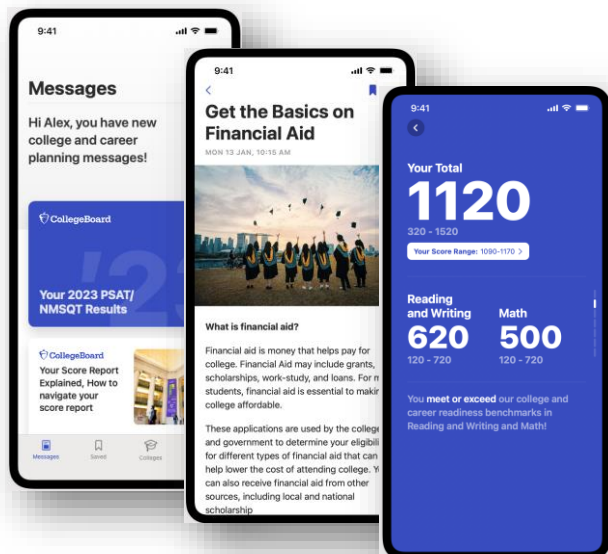 9:41
Messages
Hi Alex, you have new
college and career
planning messages!
CollegeBoard
'23
Your 2023 PSAT/
NMSQT Results
CollegeBoard
Your Score Report
Explained, How to
navigate your
score report
Messages
Saved
Colleges
9:41
Get the Basics on
Financial Aid
MON 13 JAN, 10:15 AM
What is financial aid?
Financial aid is money that helps pay for
college. Financial Aid may include grants,
scholarships, work-study, and loans. For m
students, financial aid is essential to makin
college affordable.
These applications are used by the college
and government to determine your eligibili
for different types of financial aid that can
help lower the cost of attending college. Y
can also receive financial aid from other
sources, including local and national
scholarship
9:41
Your Total
1120
320 - 1520
Your Score Range: 1090-1170 >
Reading
and Writing
620
120 - 720
Math
500
120 - 720
You meet or exceed our college and
career readiness benchmarks in
Reading and Writing and Math!